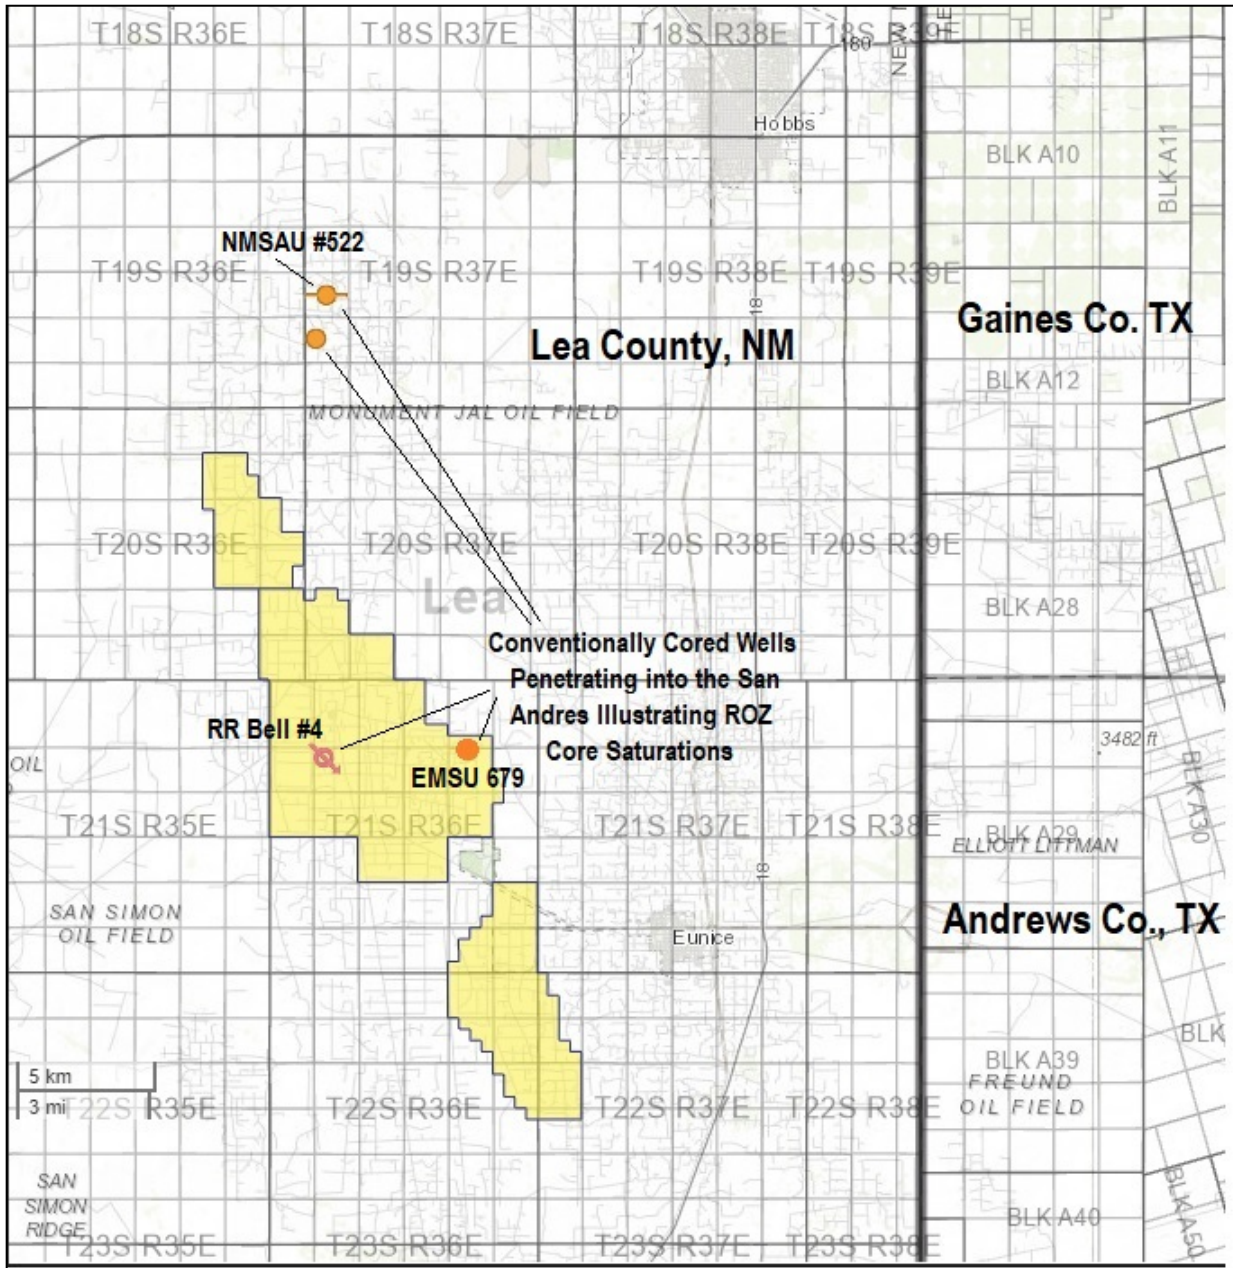 T18S R36E
T18S R37E
T18S R38E
T18S R39E
180
NEW
TE
Hobbs
BLK A10
BLK A11
NMSAU #522
T19S R36E
T19S R37E
T19S R38E
T19S R39E
18
Lea County, NM
Gaines Co. TX
BLK A12
MONUMENT JAL OIL FIELD
T20S R36E
T20S R37E
T20S R38E
T20S R39E
Lea
BLK A28
Conventionally Cored Wells
Penetrating into the San
Andres Illustrating ROZ
Core Saturations
RR Bell #4
EMSU 679
OIL
3482 ft
BLK A30
T21S R35E
T21S R36E
T21S R37E
T21S R38E
BLK A29
ELLIOTT LITTMAN
18
SAN SIMON
OIL FIELD
Andrews Co., TX
Eunice
BLK
5 km
3 mi
T22S R35E
T22S R36E
T22S R37E
T22S R38E
BLK A39
FREUND
OIL FIELD
SAN
SIMON
RIDGE
BLK A40
BLK A50
T23S R35E
T23S R36E
T23S R37E
T23S R38E